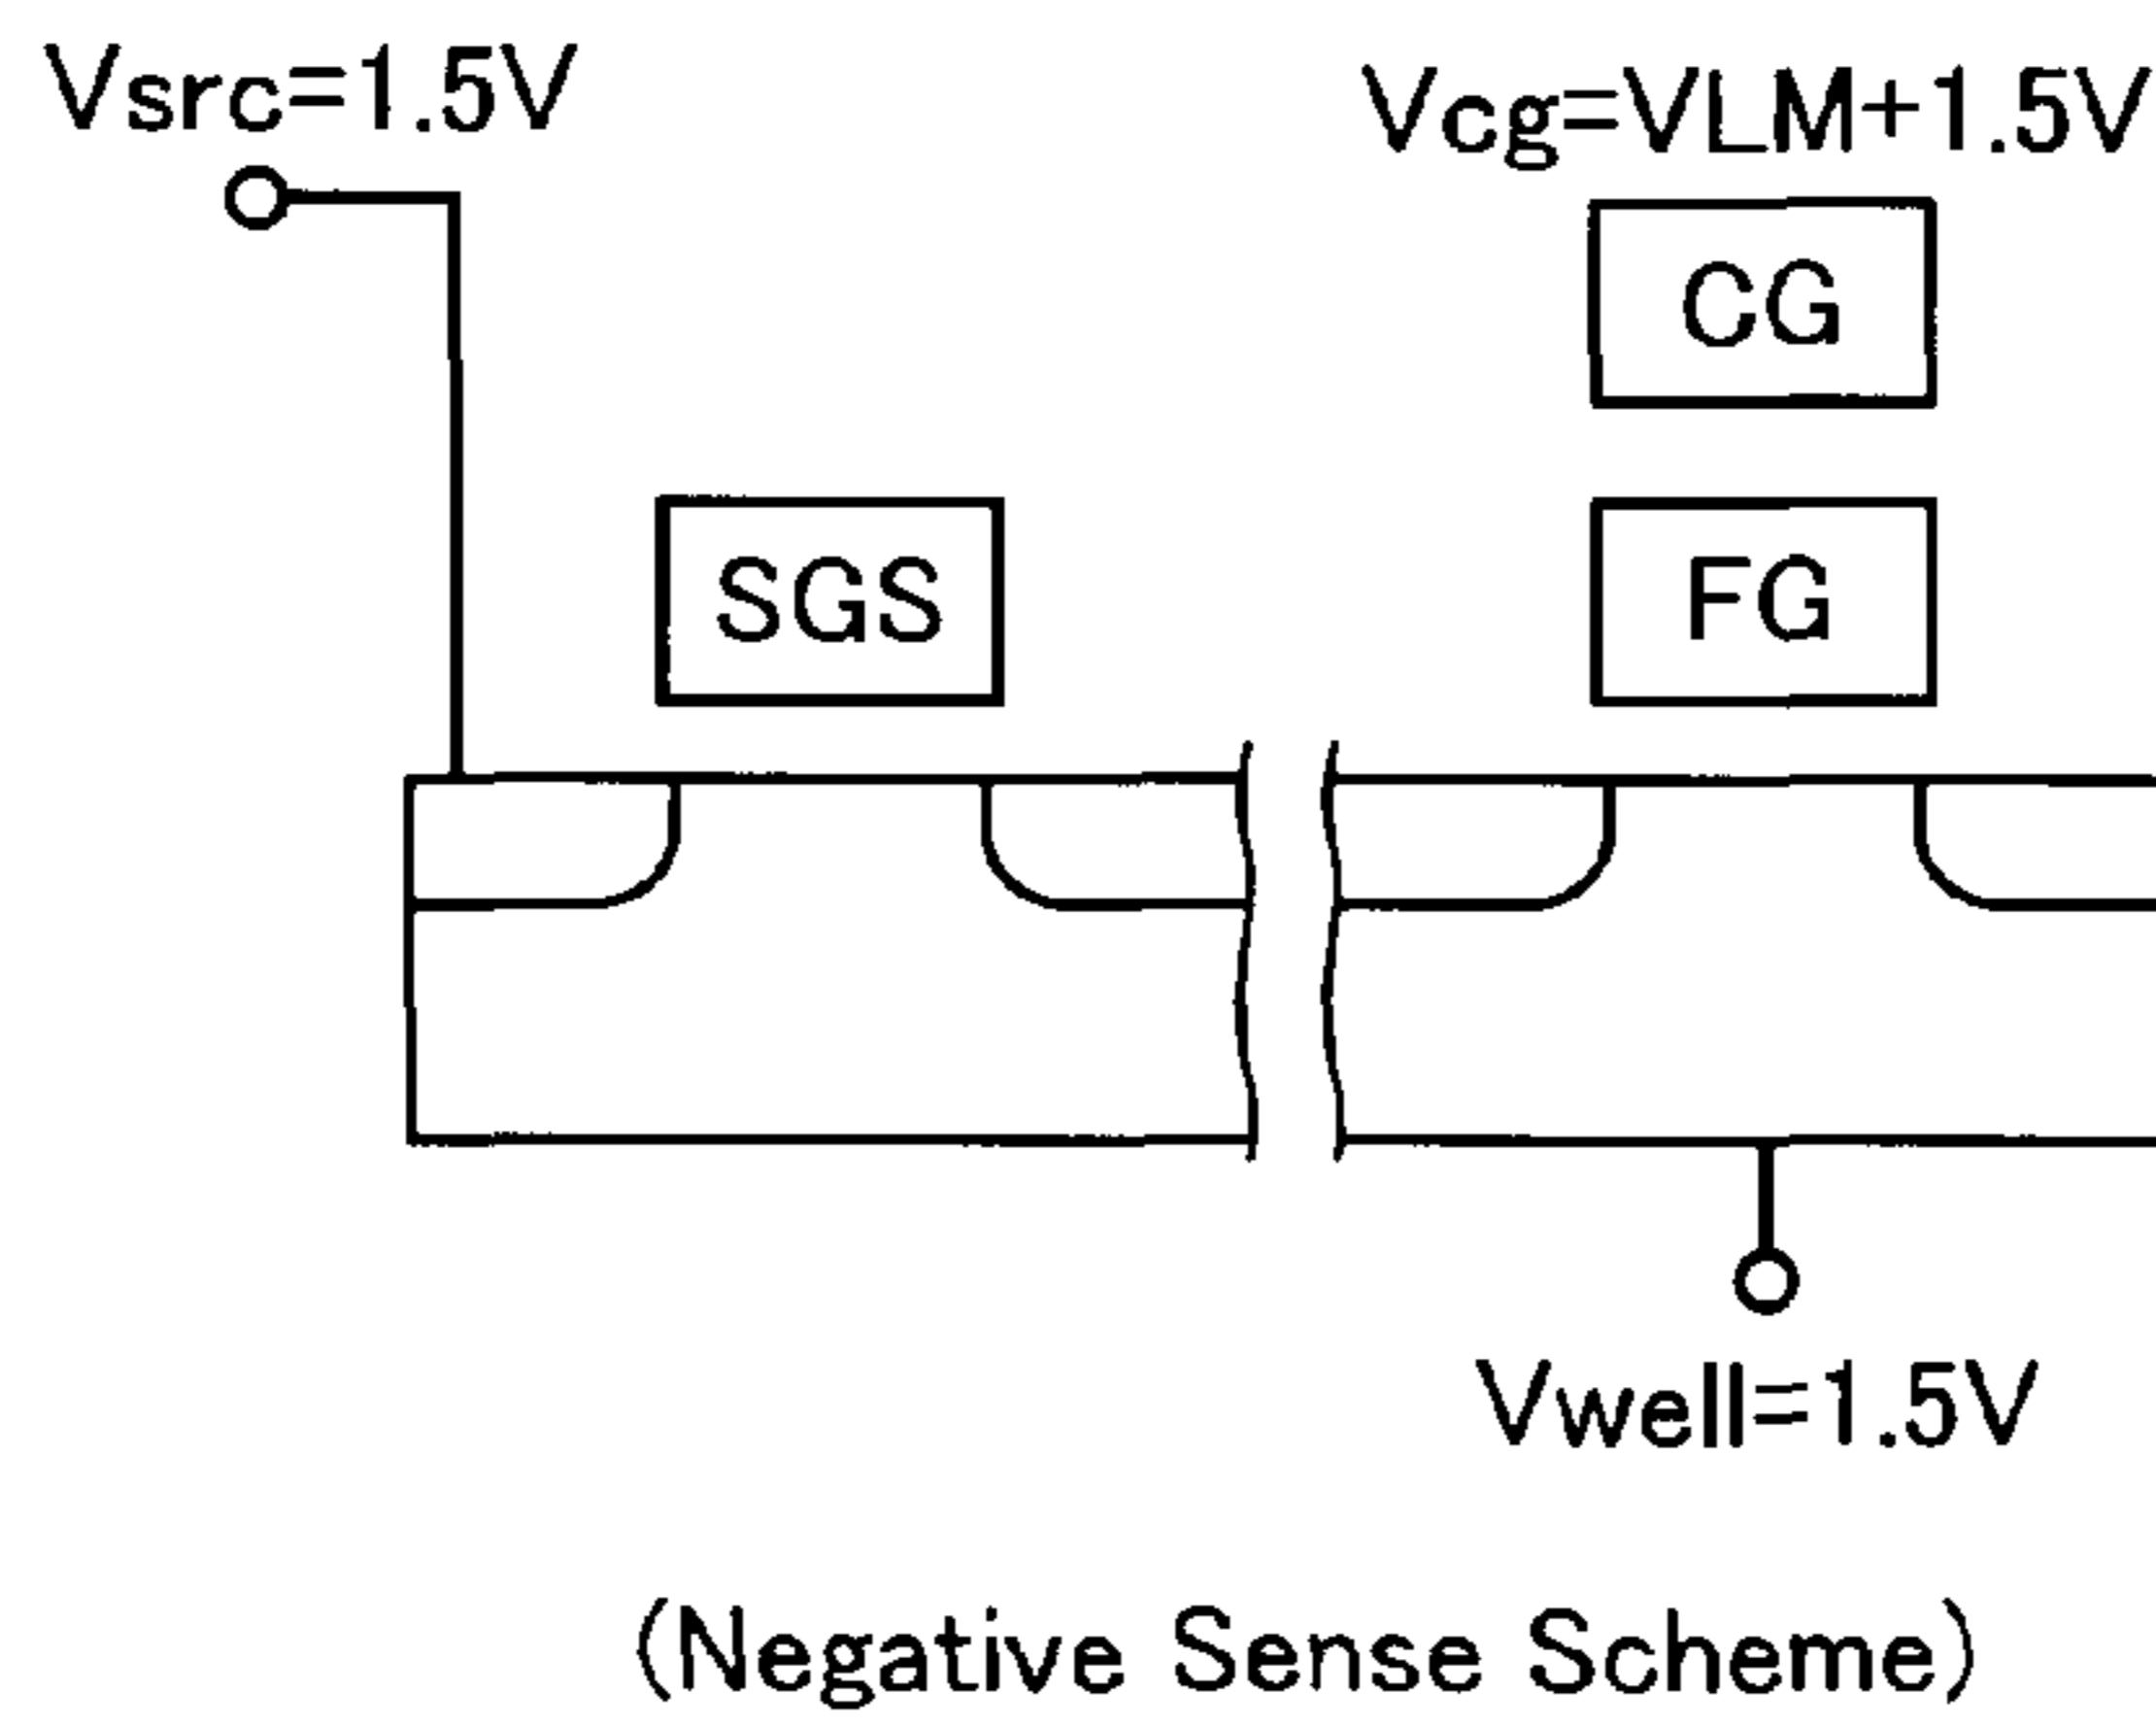 Vsrc=1.5V
Vcg=VLM+1.5V
CG
SGS
FG
Vwell=1.5V
(Negative Sense Scheme)